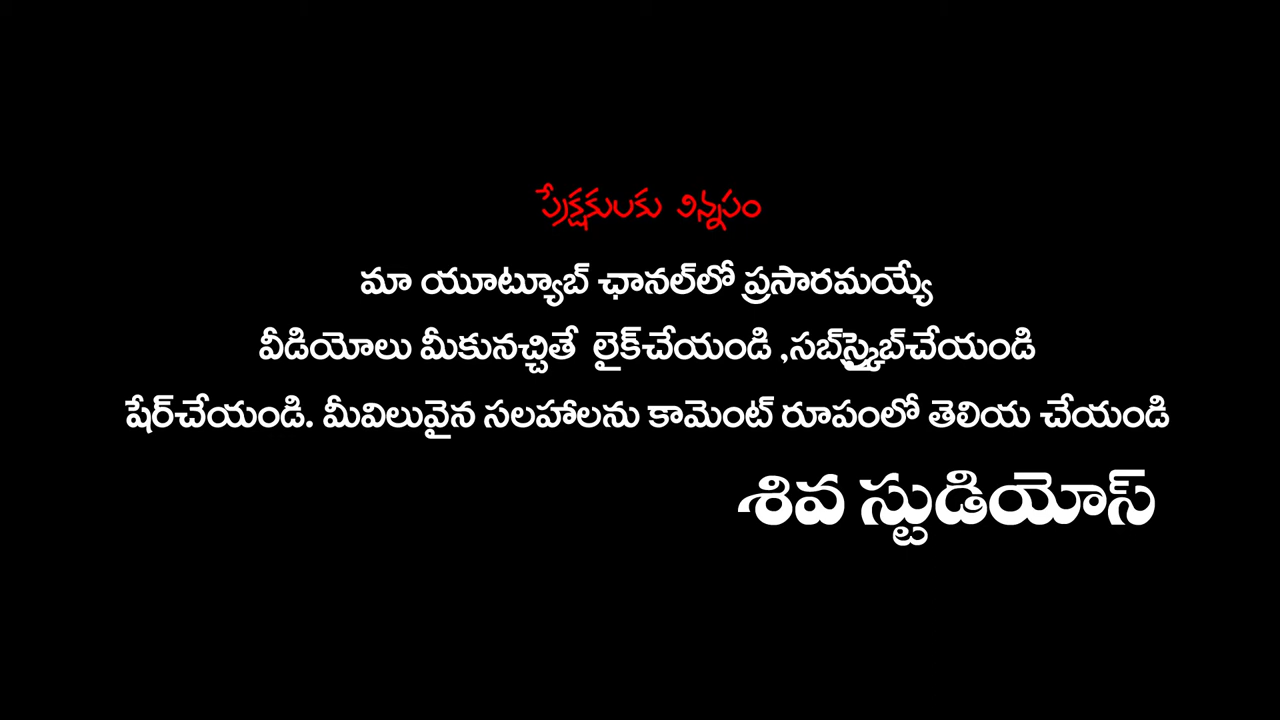 ప్రేక్షకులకు విన్నపం
మా యూట్యూబ్ ఛానల్‌లో ప్రసారమయ్యే
వీడియోలు మీకునచ్చితే లైక్‌చేయండి ,సబ్‌స్క్రైబ్‌చేయండి
షేర్‌చేయండి. మీవిలువైన సలహాలను కామెంట్ రూపంలో తెలియ చేయండి
శివ స్టుడియోస్